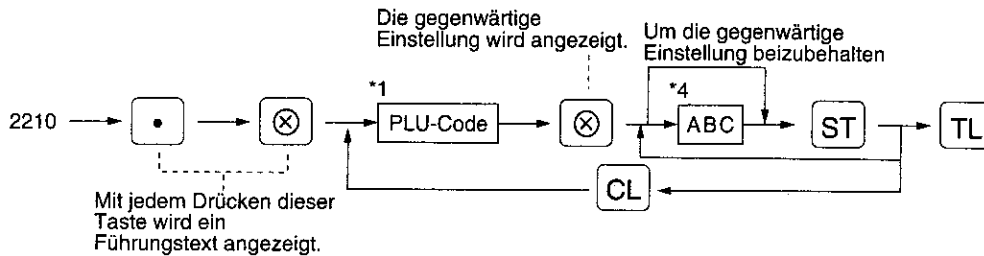 Die gegenwärtige
Einstellung wird angezeigt.
Um die gegenwärtige
Einstellung beizubehalten
*1
*4
2210
•
⊗
PLU-Code
⊗
ABC
ST
TL
CL
Mit jedem Drücken dieser
Taste wird ein
Führungstext angezeigt.